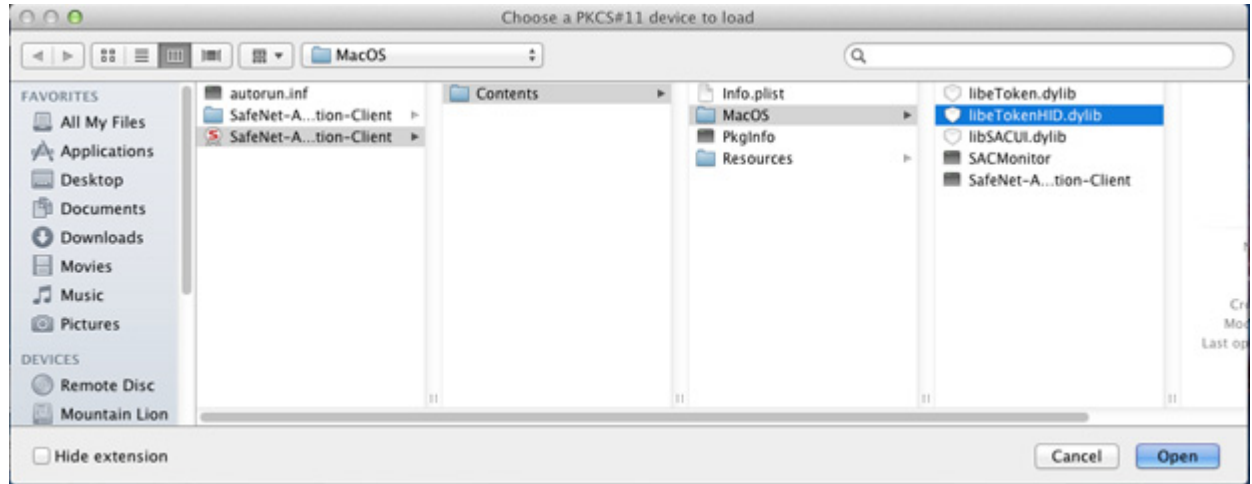 Choose a PKCS#11 device to load
MacOS
FAVORITES
All My Files
Applications
Desktop
Documents
Downloads
Movies
Music
Pictures
DEVICES
Remote Disc
Mountain Lion
autorun.inf
SafeNet-A...tion-Client
SafeNet-A...tion-Client
Contents
Info.plist
MacOS
PkgInfo
Resources
libeToken.dylib
libeTokenHID.dylib
libSACUI.dylib
SACMonitor
SafeNet-A...tion-Client
Last op
Hide extension
Cancel
Open